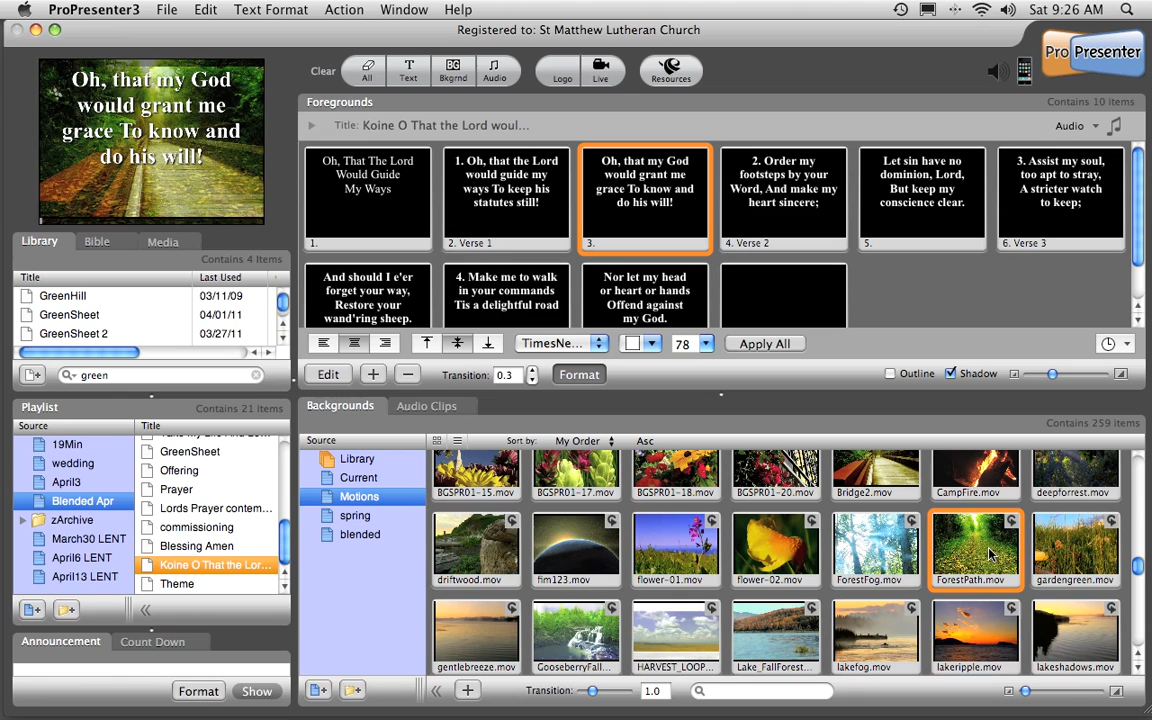 ProPresenter3 File Edit Text Format Action Window Help Sat 9:26 AM
Registered to: St Matthew Lutheran Church
Oh, that my God
would grant me
grace To know and
do his will!
Clear All Text Bkgrnd Audio Logo Live Resources
ProPresenter
Foregrounds Contains 10 items
Title: Koine O That the Lord woul... Audio
Oh, That The Lord
Would Guide
My Ways
1.
1. Oh, that the Lord
would guide my
ways To keep his
statutes still!
2. Verse 1
Oh, that my God
would grant me
grace To know and
do his will!
3.
2. Order my
footsteps by your
Word, And make my
heart sincere;
4. Verse 2
Let sin have no
dominion, Lord,
But keep my
conscience clear.
5.
3. Assist my soul,
too apt to stray,
A stricter watch
to keep;
6. Verse 3
And should I e'er
forget your way,
Restore your
wand'ring sheep.
4. Make me to walk
in your commands
Tis a delightful road
Nor let my head
or heart or hands
Offend against
my God.
TimesNe... 78 Apply All
Edit Transition: 0.3 Format Outline Shadow
Library Bible Media
Contains 4 Items
Title Last Used
GreenHill 03/11/09
GreenSheet 04/01/11
GreenSheet 2 03/27/11
green
Playlist Contains 21 items
Source Title
19Min
wedding
April3
Blended Apr
zArchive
March30 LENT
April6 LENT
April13 LENT
GreenSheet
Offering
Prayer
Lords Prayer contem...
commissioning
Blessing Amen
Koine O That the Lor...
Theme
Announcement Count Down
Format Show
Backgrounds Audio Clips
Contains 259 items
Source Sort by: My Order Asc
Library
Current
Motions
spring
blended
BGSPR01-15.mov BGSPR01-17.mov BGSPR01-18.mov BGSPR01-20.mov Bridge2.mov CampFire.mov deepforrest.mov
driftwood.mov fim123.mov flower-01.mov flower-02.mov ForestFog.mov ForestPath.mov gardengreen.mov
gentlebreeze.mov GooseberryFall... HARVEST_LOOP... Lake_FallForest... lakefog.mov lakeripple.mov lakeshadows.mov
Transition: 1.0